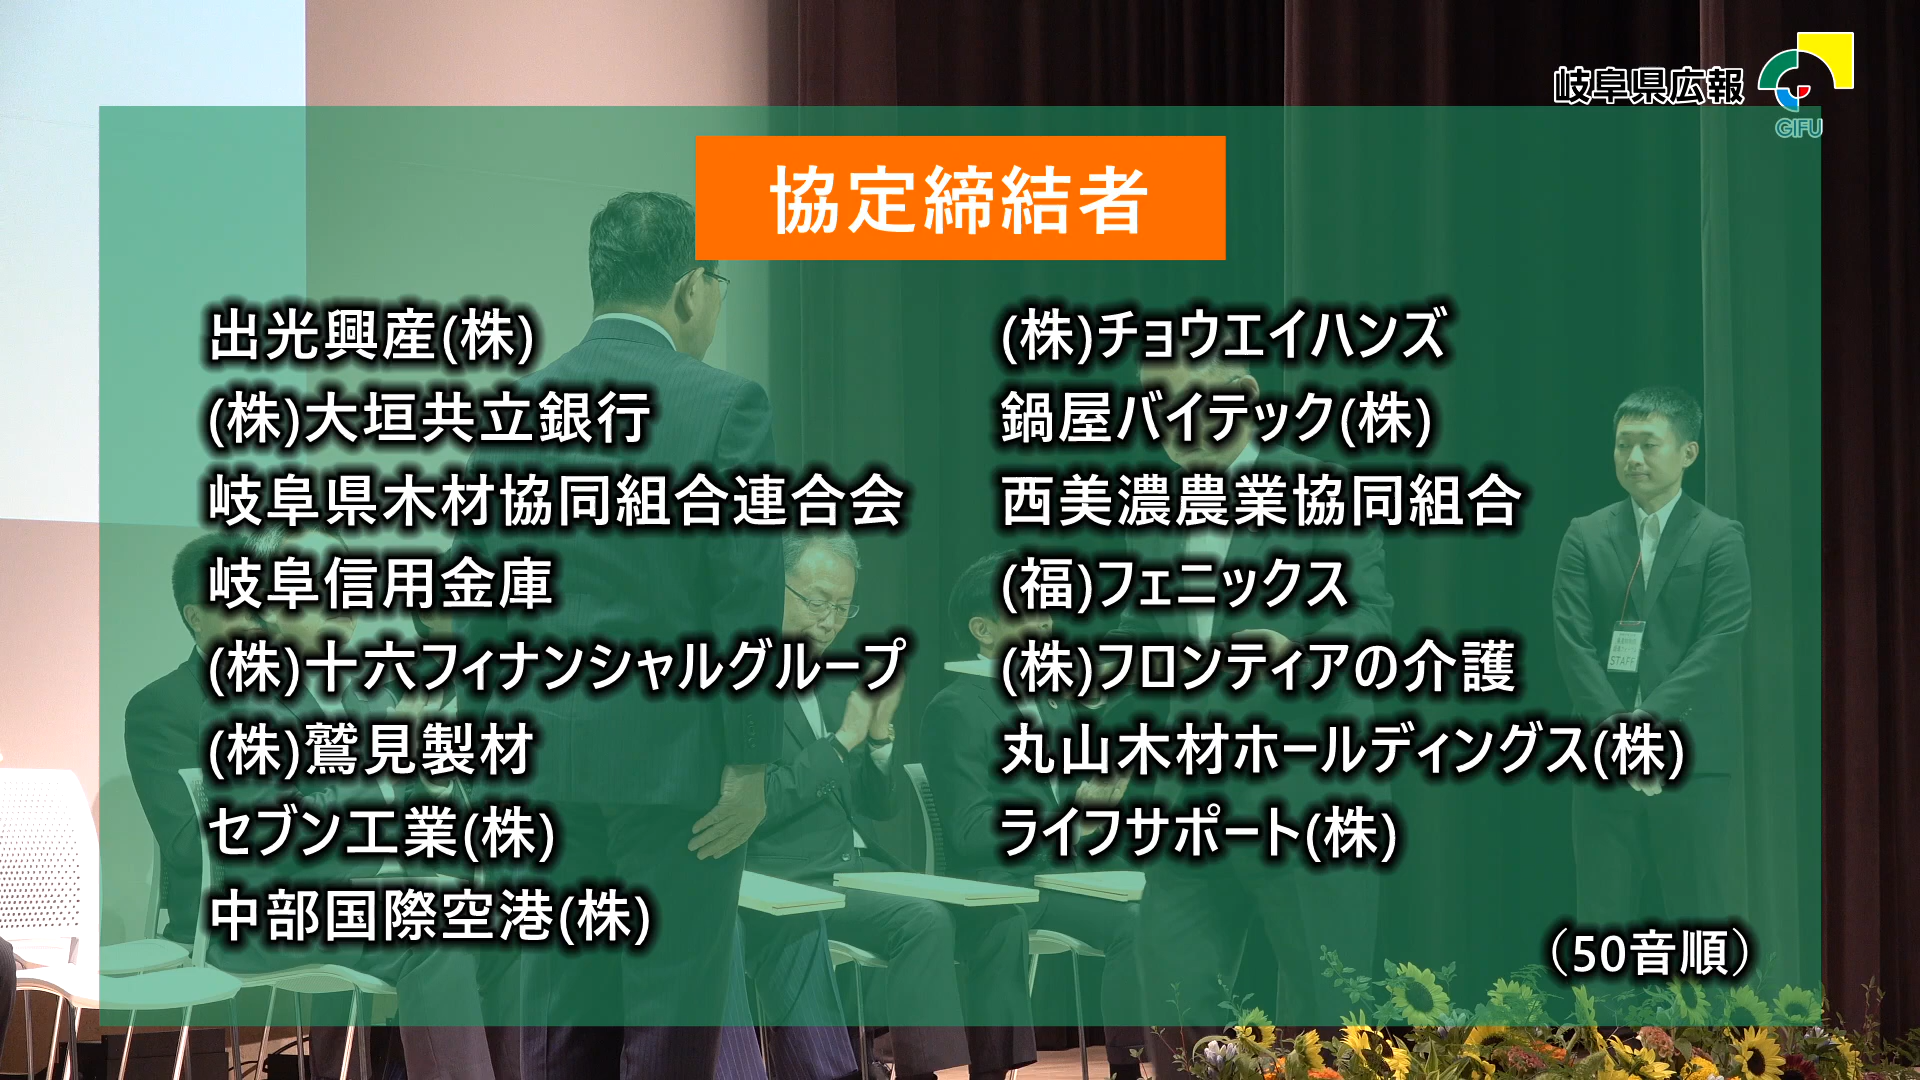 岐阜県広報
GIFU
協定締結者
出光興産(株)
(株)大垣共立銀行
岐阜県木材協同組合連合会
岐阜信用金庫
(株)十六フィナンシャルグループ
(株)鷲見製材
セブン工業(株)
中部国際空港(株)
(株)チョウエイハンズ
鍋屋バイテック(株)
西美濃農業協同組合
(福)フェニックス
(株)フロンティアの介護
丸山木材ホールディングス(株)
ライフサポート(株)
（50音順）
STAFF